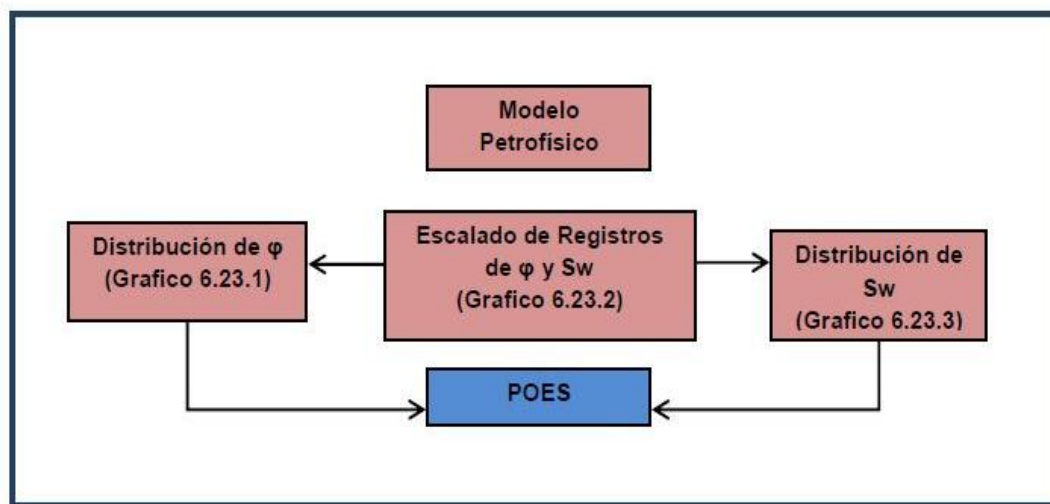 Modelo
Petrofísico
Distribución de φ
(Grafico 6.23.1)
Escalado de Registros
de φ y Sw
(Grafico 6.23.2)
Distribución de
Sw
(Grafico 6.23.3)
POES